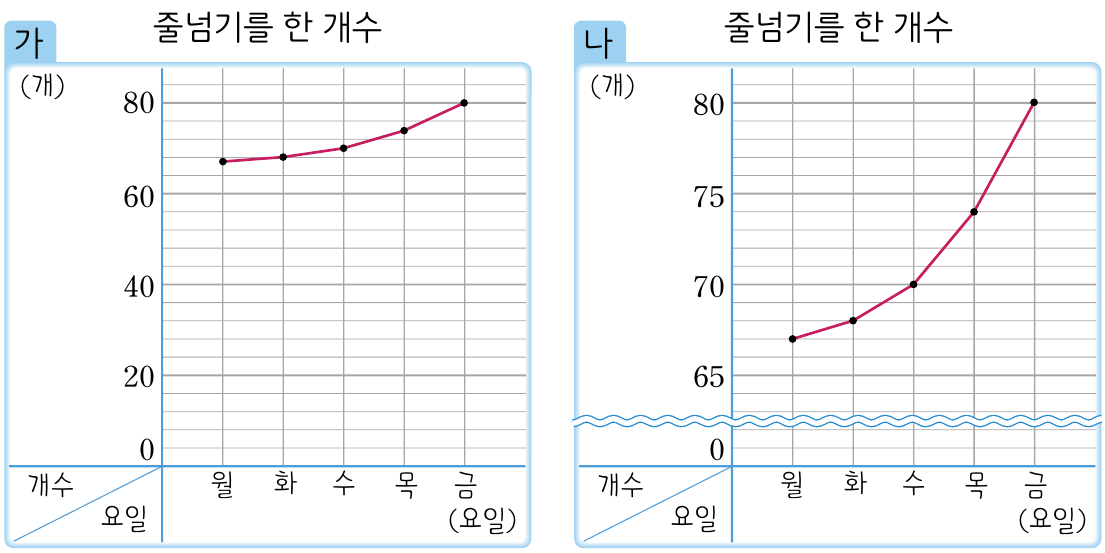 가
줄넘기를 한 개수
(개)
80
60
40
20
0
개수
요일
월 화 수 목 금
(요일)
나
줄넘기를 한 개수
(개)
80
75
70
65
0
개수
요일
월 화 수 목 금
(요일)